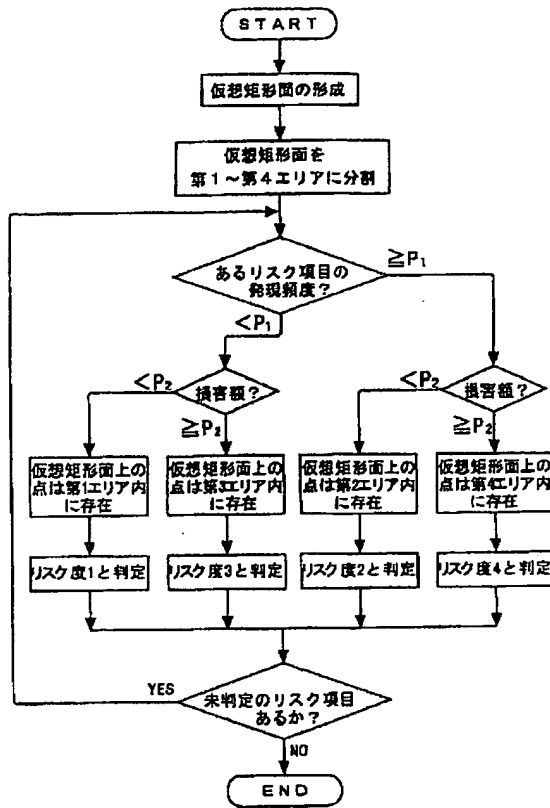 START
仮想矩形面の形成
仮想矩形面を
第1～第4エリアに分割
あるリスク項目の
発現頻度？
≧P₁
<P₁
<P₂
損害額？
≧P₂
<P₂
損害額？
≧P₂
仮想矩形面上の
点は第1エリア内
に存在
仮想矩形面上の
点は第3エリア内
に存在
仮想矩形面上の
点は第2エリア内
に存在
仮想矩形面上の
点は第4エリア内
に存在
リスク度1と判定
リスク度3と判定
リスク度2と判定
リスク度4と判定
YES
未判定のリスク項目
あるか？
NO
END